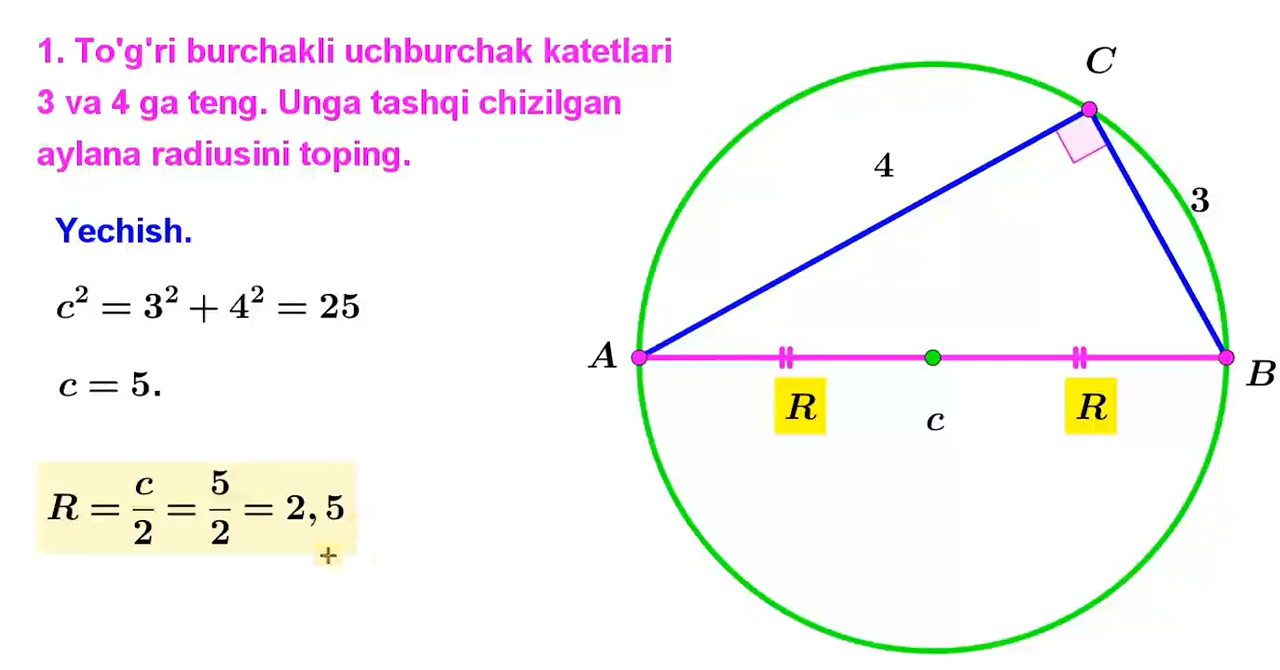 1. To'g'ri burchakli uchburchak katetlari
3 va 4 ga teng. Unga tashqi chizilgan
aylana radiusini toping.
Yechish.
c² = 3² + 4² = 25
c = 5.
R = c/2 = 5/2 = 2,5
C
4
3
A
B
R
c
R